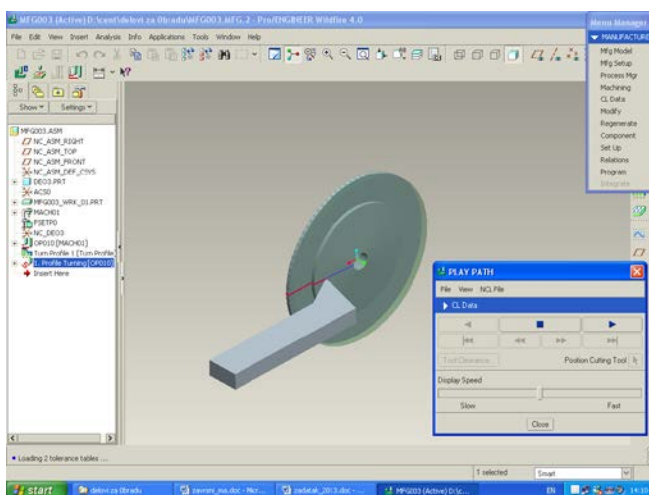 MFG003 (Active) D:\cent\delovi za Obradu\MFG003.MFG.2 - Pro/ENGINEER Wildfire 4.0
File Edit View Insert Analysis Info Applications Tools Window Help
Menu Manager
MANUFACTURE
Mfg Model
Mfg Setup
Process Mgr
Machining
CL Data
Modify
Regenerate
Component
Set Up
Relations
Program
Integrate
Show
Settings
MFG003.ASM
NC_ASM_RIGHT
NC_ASM_TOP
NC_ASM_FRONT
NC_ASM_DEF_CSYS
DEO3.PRT
ACS0
MFG003_WRK_01.PRT
MACH01
FSETP0
NC_DEO3
OP010 [MACH01]
Turn Profile 1 [Turn Profile]
1. Profile Turning [OP010]
Insert Here
PLAY PATH
File View NCL File
CL Data
Tool Clearance...
Position Cutting Tool
Display Speed
Slow
Fast
Close
Loading 2 tolerance tables ...
1 selected
Smart
start
delovi za Obradu
zadatak_2013.doc - ...
MFG003 (Active) D:\c...
EN
14:10